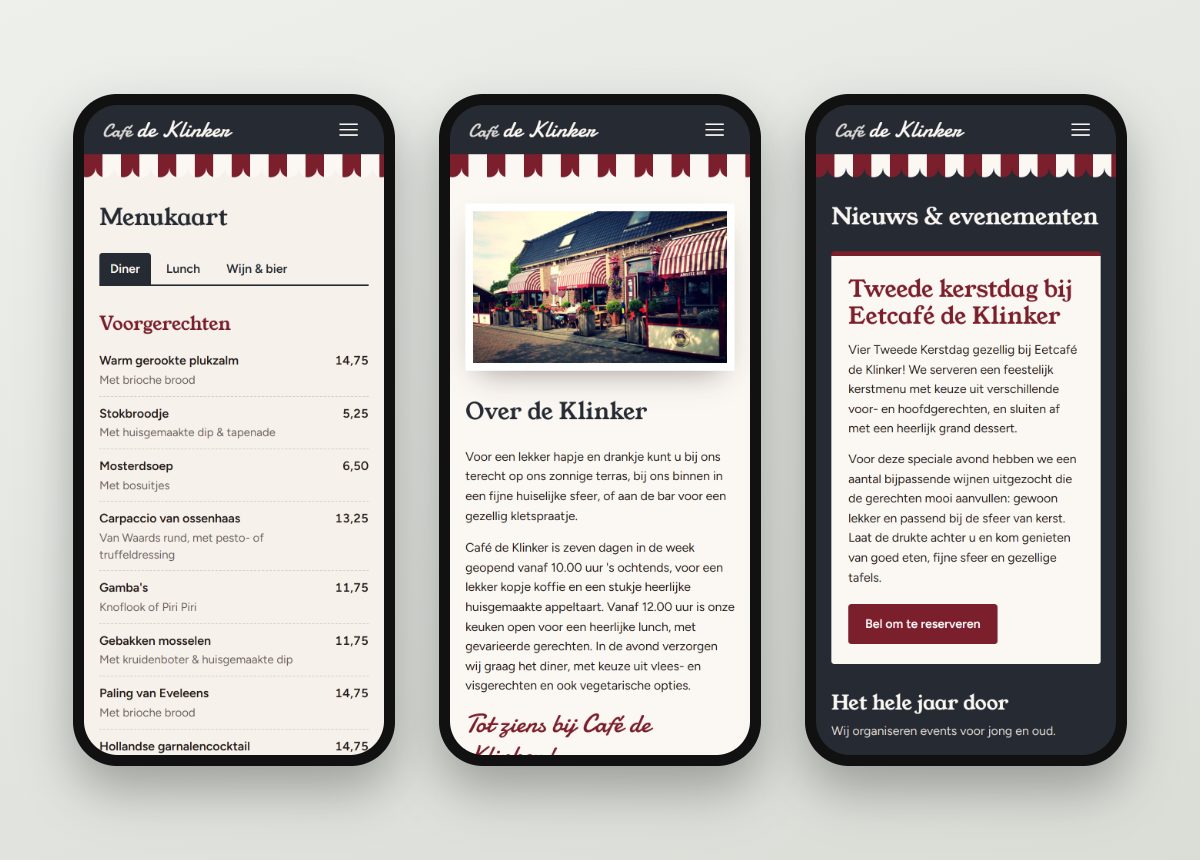 Café de Klinker
Menukaart
Diner
Lunch
Wijn & bier
Voorgerechten
Warm gerookte plukzalm 14,75
Met brioche brood
Stokbroodje 5,25
Met huisgemaakte dip & tapenade
Mosterdsoep 6,50
Met bosuitjes
Carpaccio van ossenhaas 13,25
Van Waards rund, met pesto- of
truffeldressing
Gamba's 11,75
Knoflook of Piri Piri
Gebakken mosselen 11,75
Met kruidenboter & huisgemaakte dip
Paling van Eveleens 14,75
Met brioche brood
Hollandse garnalencocktail 14,75
Café de Klinker
Over de Klinker
Voor een lekker hapje en drankje kunt u bij ons
terecht op ons zonnige terras, bij ons binnen in
een fijne huiselijke sfeer, of aan de bar voor een
gezellig kletspraatje.
Café de Klinker is zeven dagen in de week
geopend vanaf 10.00 uur 's ochtends, voor een
lekker kopje koffie en een stukje heerlijke
huisgemaakte appeltaart. Vanaf 12.00 uur is onze
keuken open voor een heerlijke lunch, met
gevarieerde gerechten. In de avond verzorgen
wij graag het diner, met keuze uit vlees- en
visgerechten en ook vegetarische opties.
Tot ziens bij Café de
Café de Klinker
Nieuws & evenementen
Tweede kerstdag bij
Eetcafé de Klinker
Vier Tweede Kerstdag gezellig bij Eetcafé
de Klinker! We serveren een feestelijk
kerstmenu met keuze uit verschillende
voor- en hoofdgerechten, en sluiten af
met een heerlijk grand dessert.
Voor deze speciale avond hebben we een
aantal bijpassende wijnen uitgezocht die
de gerechten mooi aanvullen: gewoon
lekker en passend bij de sfeer van kerst.
Laat de drukte achter u en kom genieten
van goed eten, fijne sfeer en gezellige
tafels.
Bel om te reserveren
Het hele jaar door
Wij organiseren events voor jong en oud.